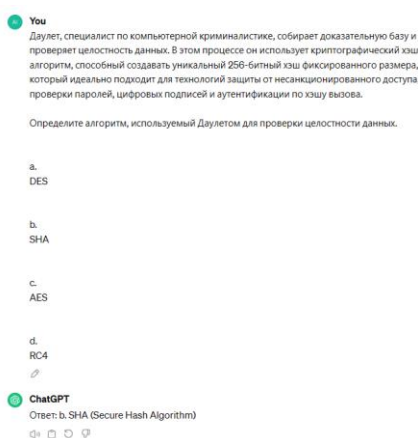 You
Даулет, специалист по компьютерной криминалистике, собирает доказательную базу и
проверяет целостность данных. В этом процессе он использует криптографический хэш
алгоритм, способный создавать уникальный 256-битный хэш фиксированного размера,
который идеально подходит для технологий защиты от несанкционированного доступа,
проверки паролей, цифровых подписей и аутентификации по хэшу вызова.
Определите алгоритм, используемый Даулетом для проверки целостности данных.
a.
DES
b.
SHA
c.
AES
d.
RC4
ChatGPT
Ответ: b. SHA (Secure Hash Algorithm)